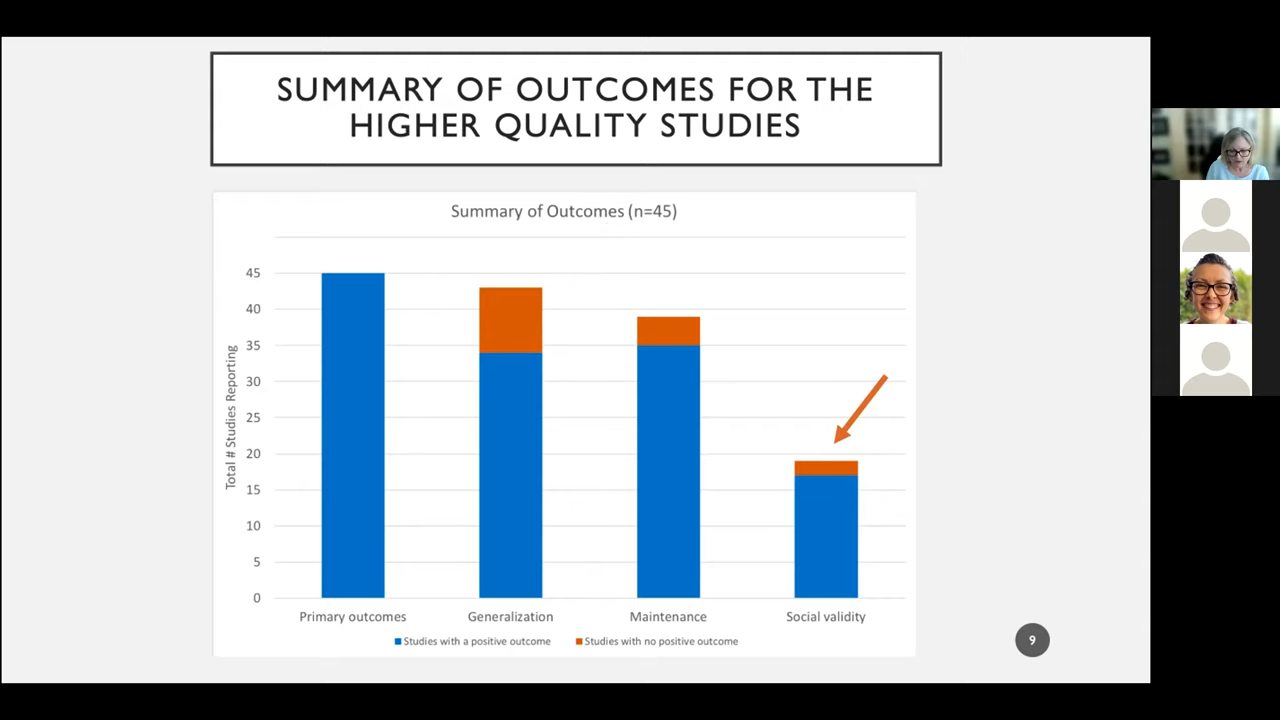 SUMMARY OF OUTCOMES FOR THE
HIGHER QUALITY STUDIES
Summary of Outcomes (n=45)
Total # Studies Reporting
45
40
35
30
25
20
15
10
5
0
Primary outcomes
Generalization
Maintenance
Social validity
Studies with a positive outcome
Studies with no positive outcome
9